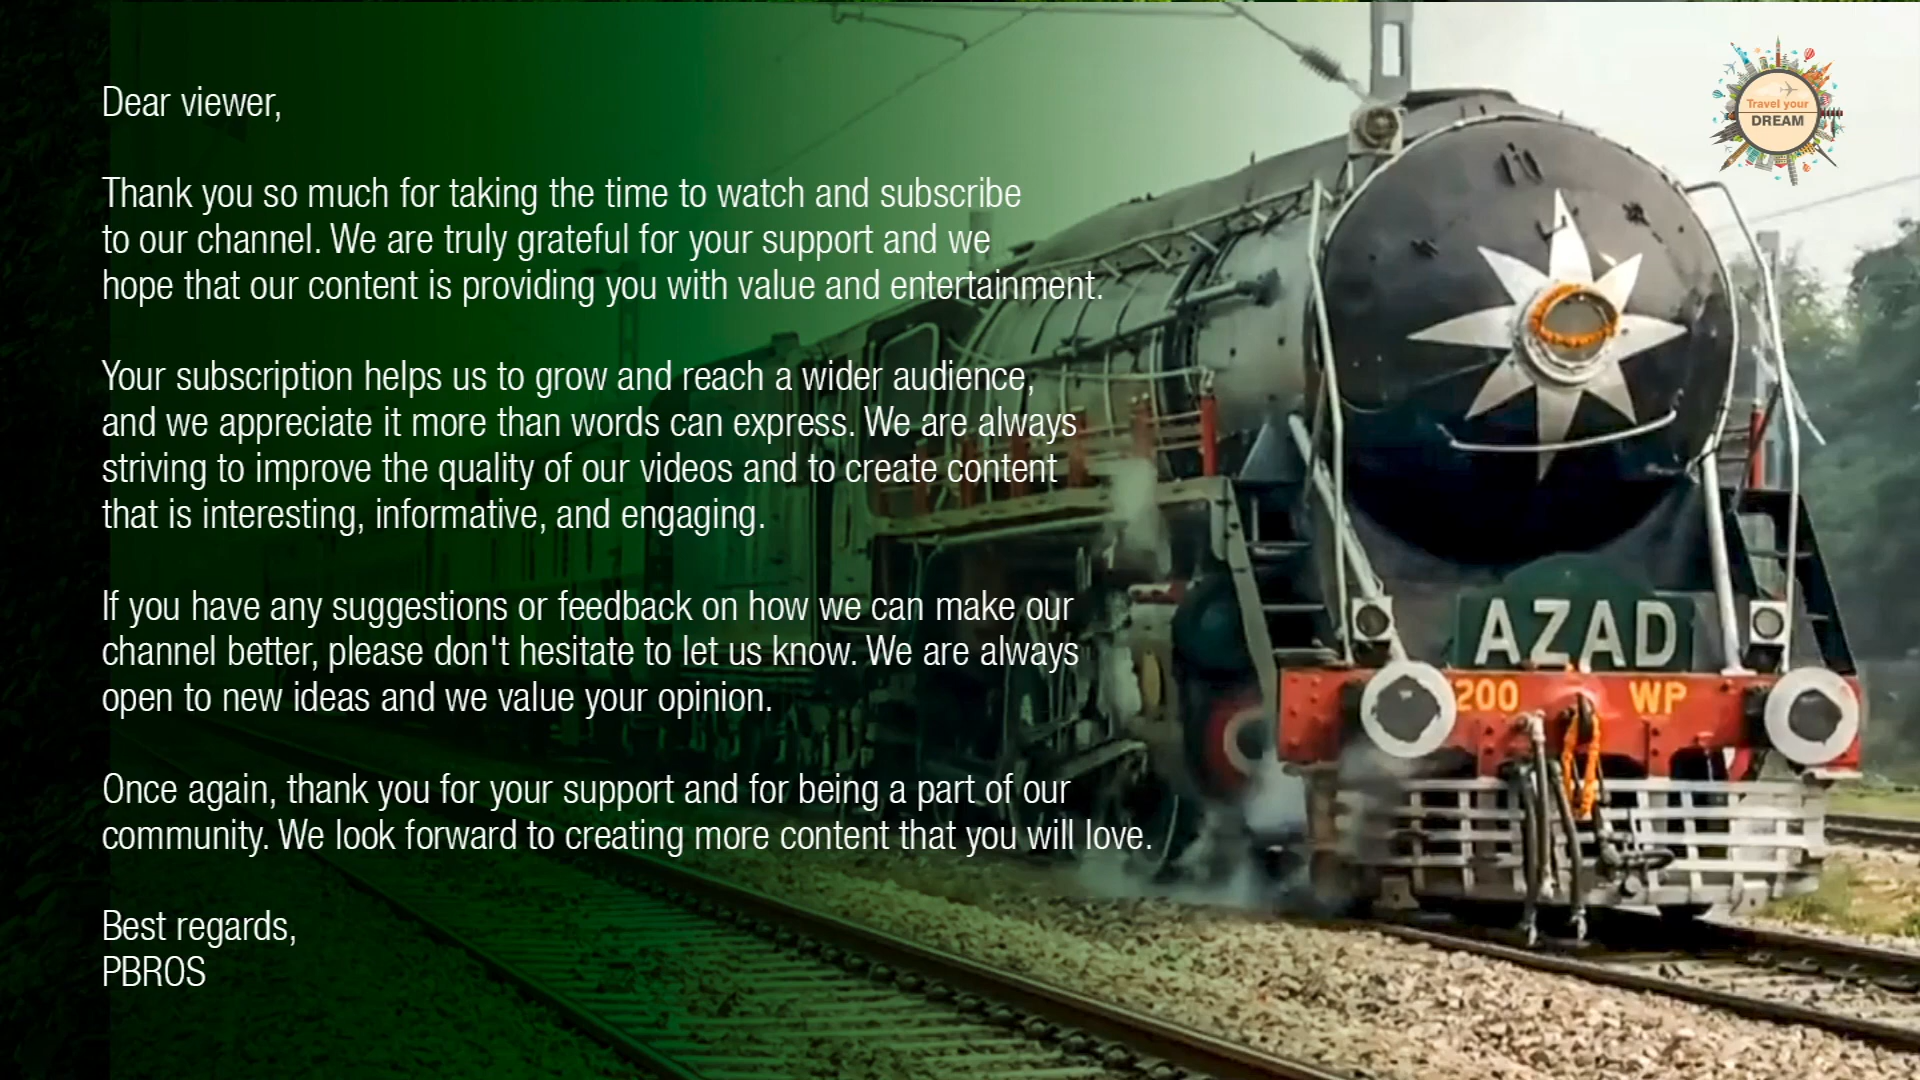 Dear viewer,
Thank you so much for taking the time to watch and subscribe
to our channel. We are truly grateful for your support and we
hope that our content is providing you with value and entertainment.
Your subscription helps us to grow and reach a wider audience,
and we appreciate it more than words can express. We are always
striving to improve the quality of our videos and to create content
that is interesting, informative, and engaging.
If you have any suggestions or feedback on how we can make our
channel better, please don't hesitate to let us know. We are always
open to new ideas and we value your opinion.
Once again, thank you for your support and for being a part of our
community. We look forward to creating more content that you will love.
Best regards,
PBROS
Travel your
DREAM
AZAD
200 WP